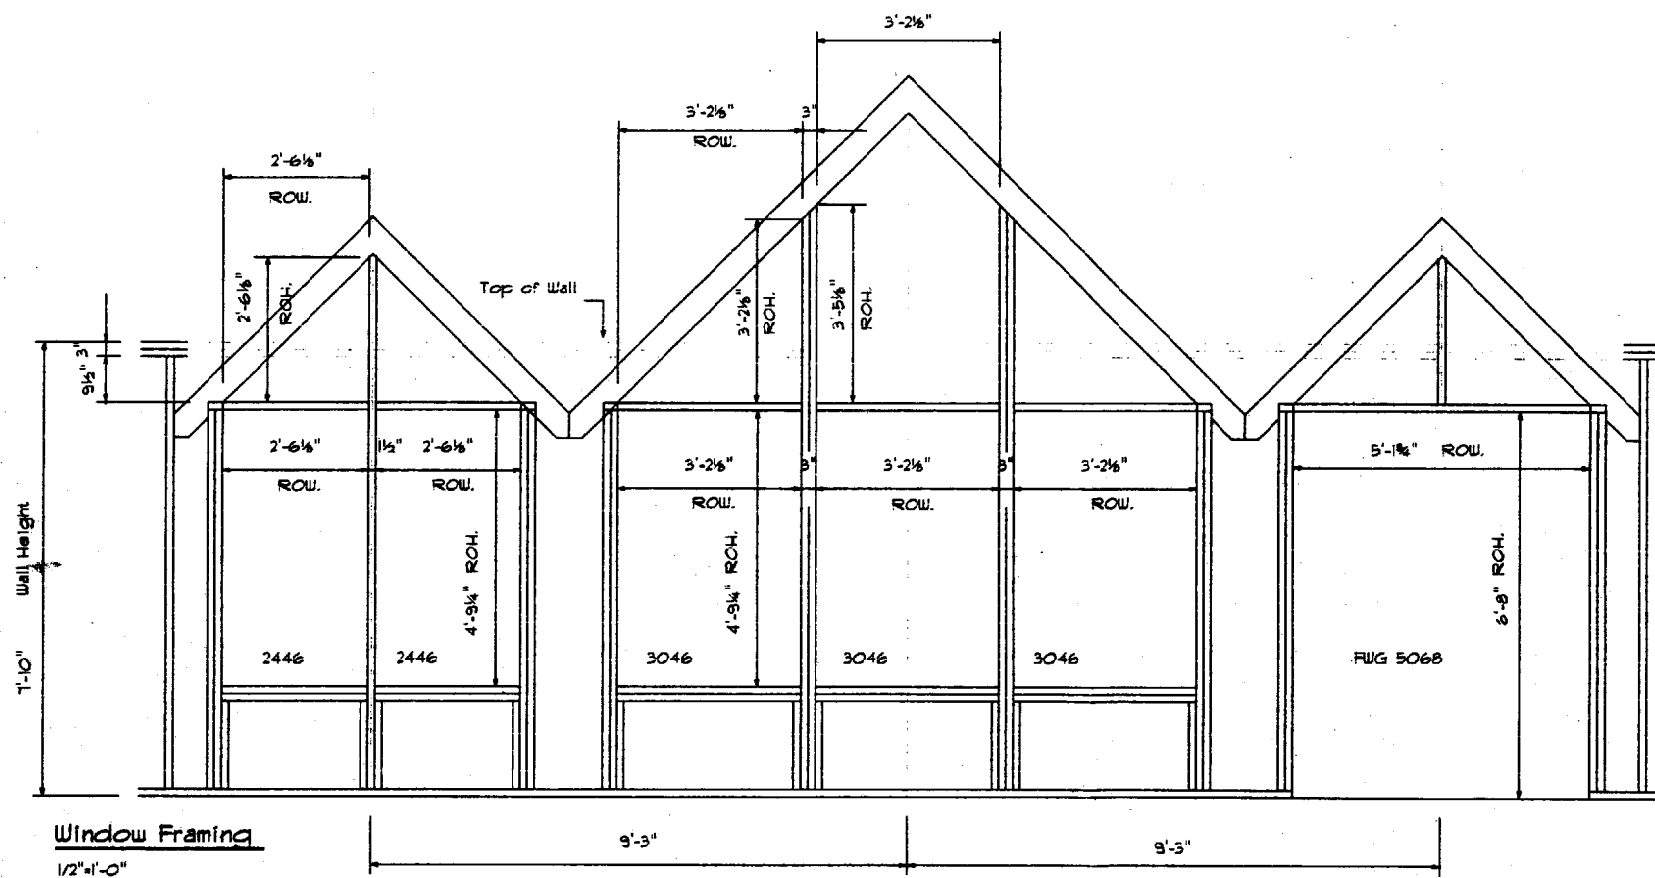 3'-2⅛"
3'-2⅛" 3"
ROW.
2'-6⅛"
ROW.
Top of Wall
2'-6⅛"
ROH.
3'-2⅛"
ROH.
3'-5⅛"
ROH.
3"
9½"
2'-6⅛" 1½" 2'-6⅛"
ROW. ROW.
3'-2⅛" 3" 3'-2⅛" 3" 3'-2⅛"
ROW. ROW. ROW.
5'-1¾" ROW.
Wall Height
7'-10"
4'-9¼" ROH.
4'-9¼" ROH.
6'-8" ROH.
2446 2446 3046 3046 3046 FWG 5068
Window Framing
1/2"=1'-0"
9'-3" 9'-3"